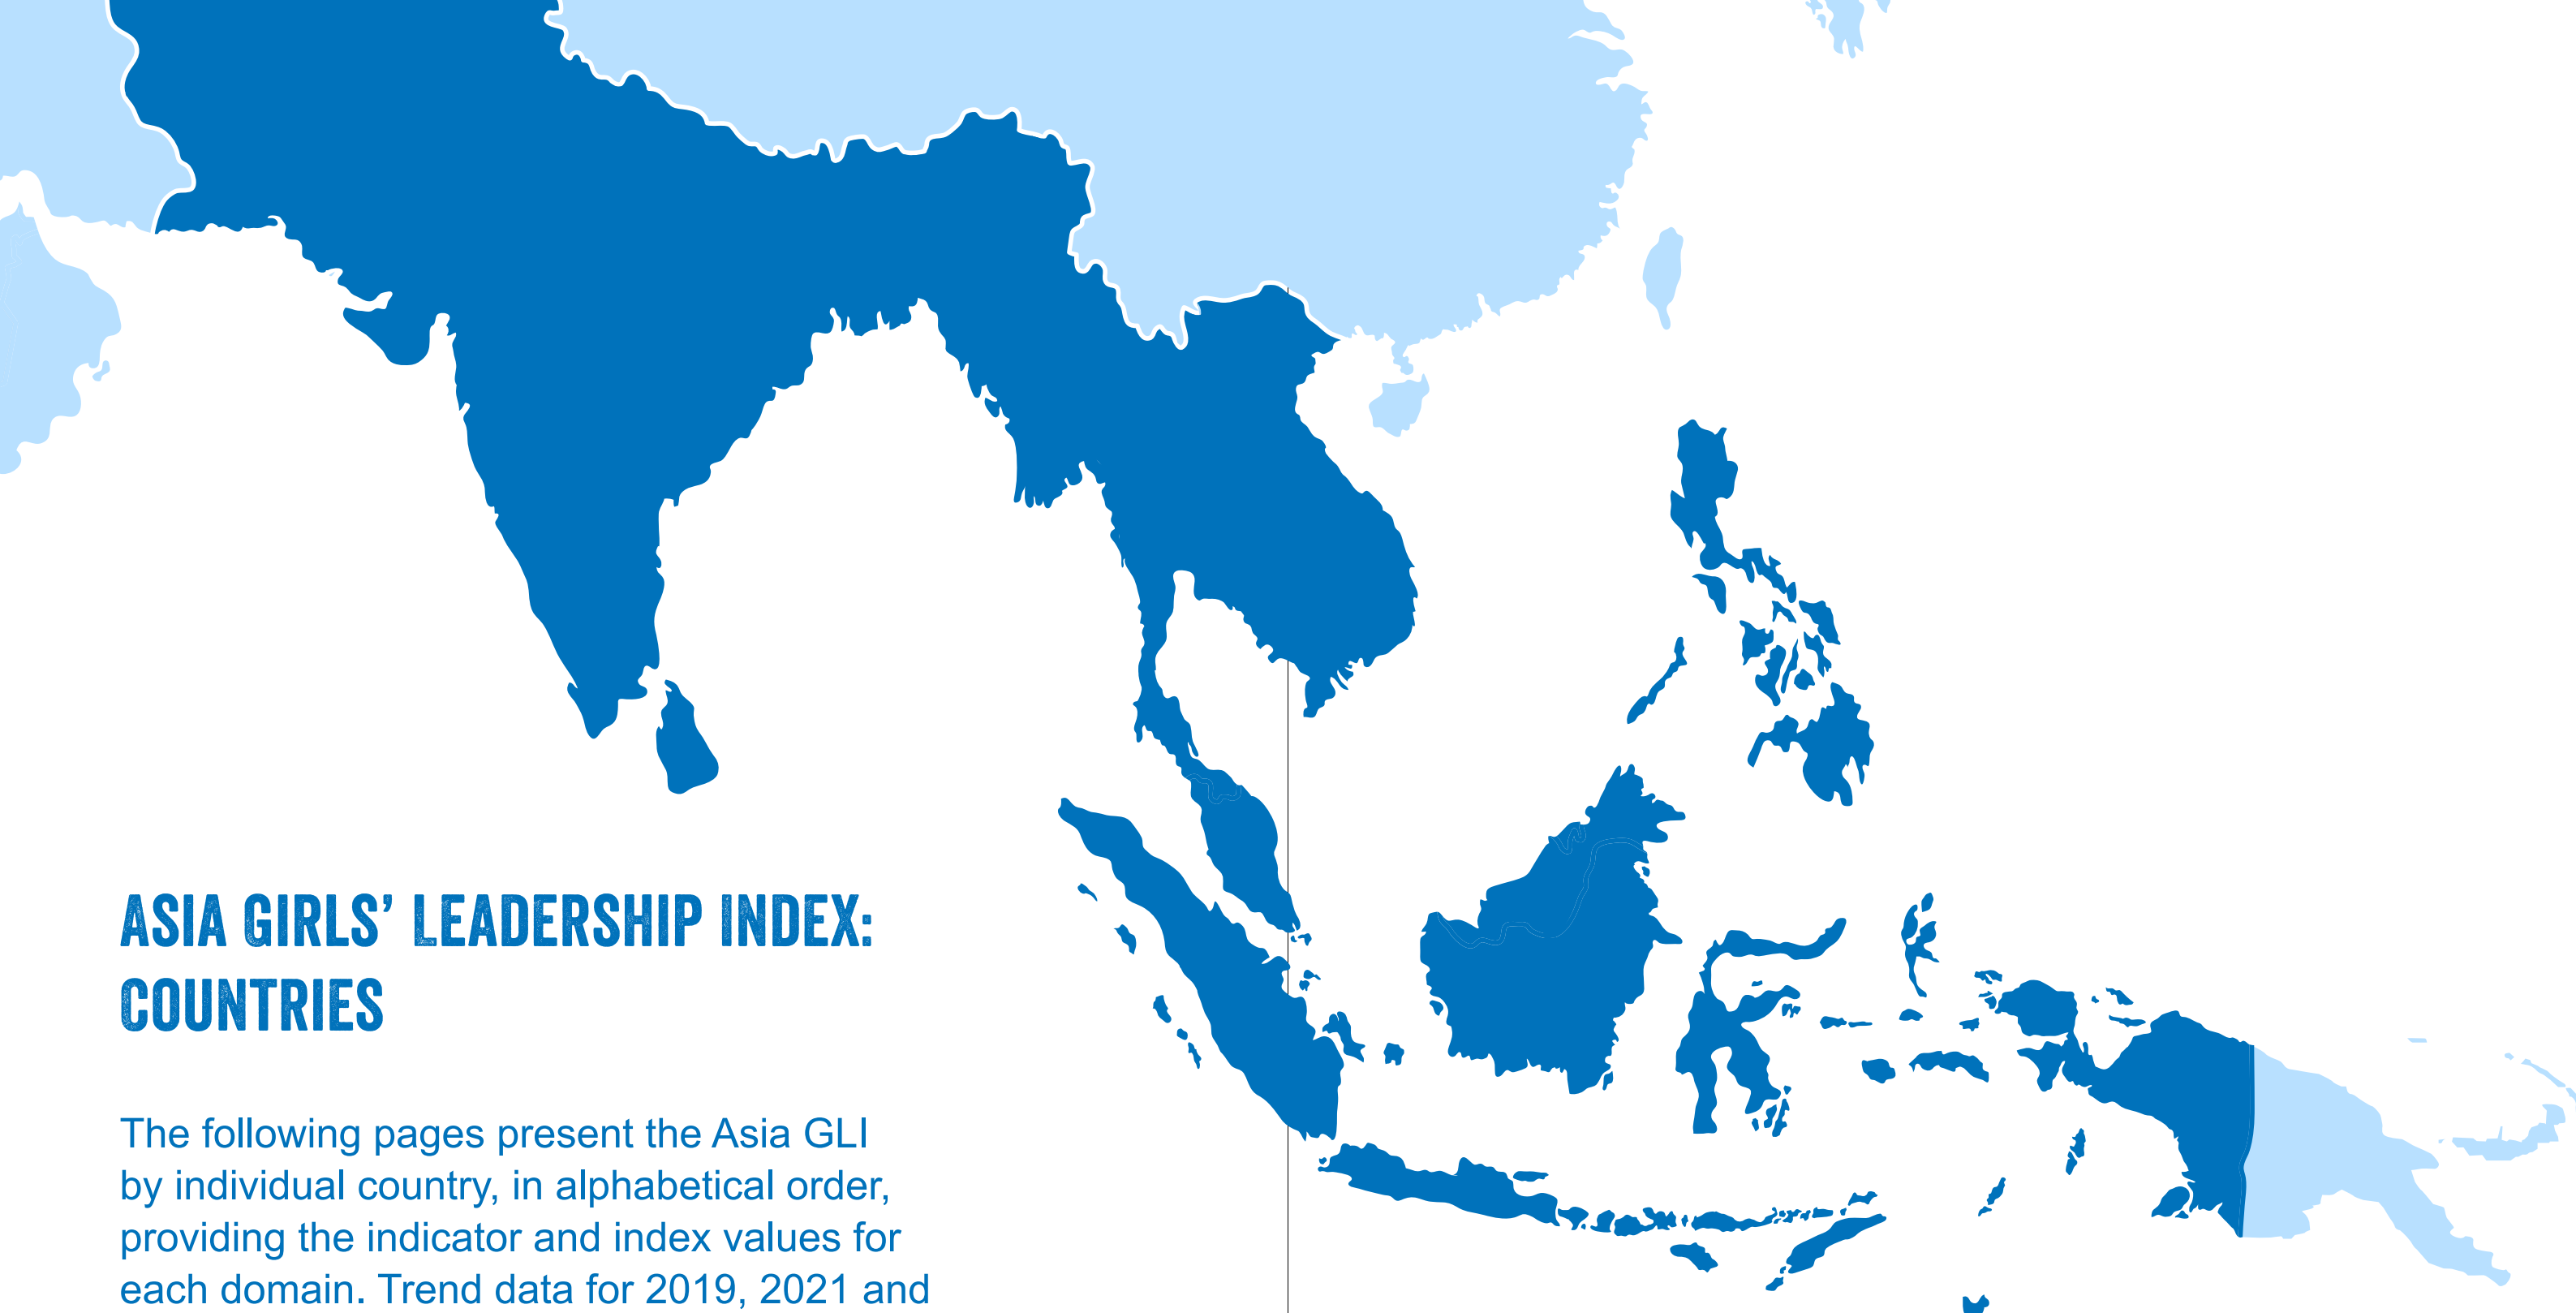 ASIA GIRLS’ LEADERSHIP INDEX:
COUNTRIES
The following pages present the Asia GLI
by individual country, in alphabetical order,
providing the indicator and index values for
each domain. Trend data for 2019, 2021 and